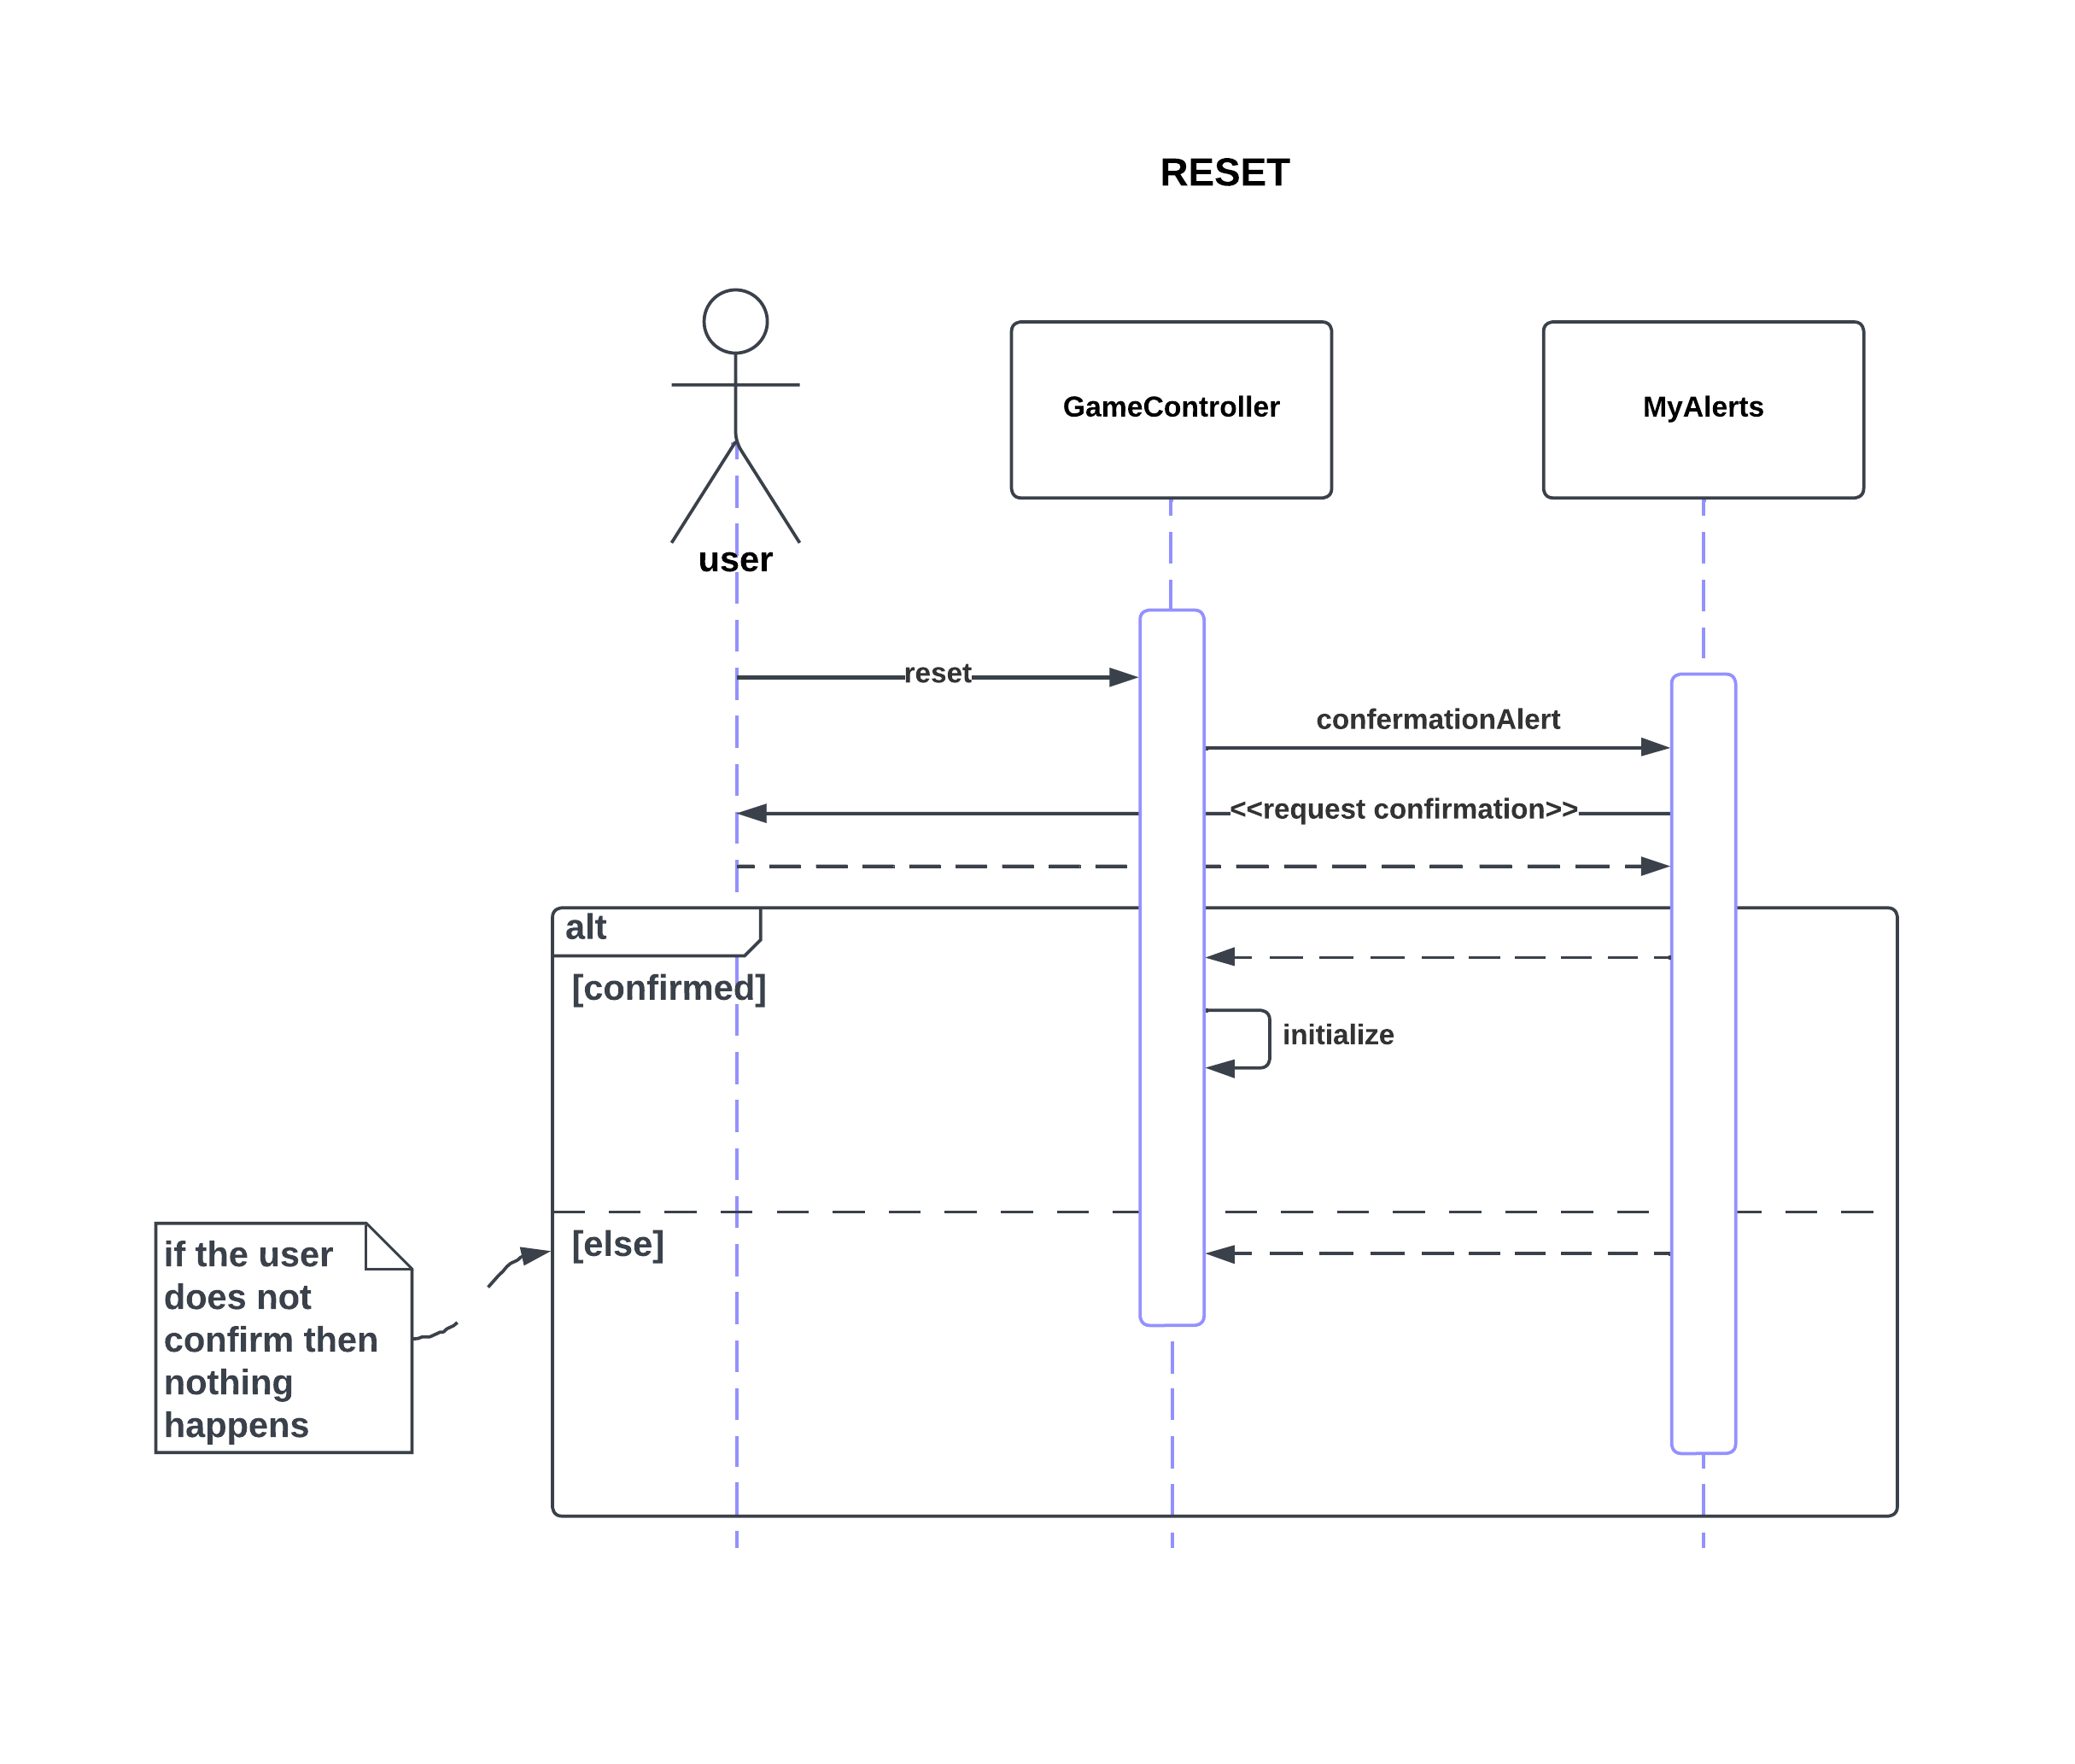 RESET
user
GameController
MyAlerts
reset
confermationAlert
<<request confirmation>>
alt
[confirmed]
initialize
[else]
if the user
does not
confirm then
nothing
happens